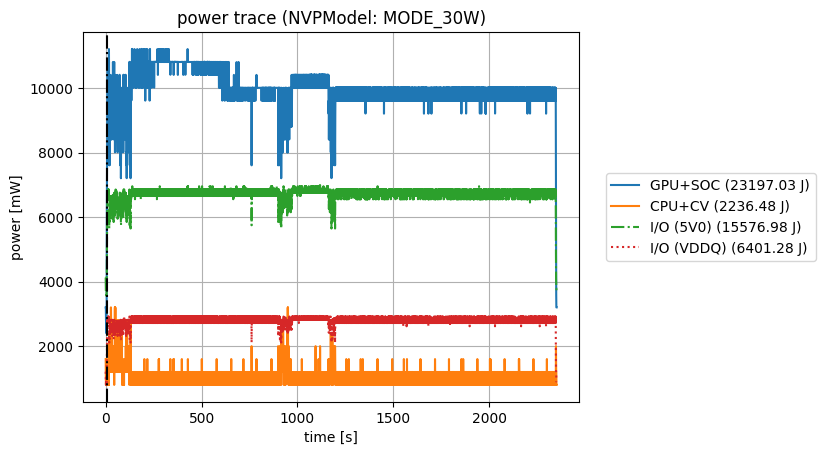 power trace (NVPModel: MODE_30W)
power [mW]
10000
8000
6000
4000
2000
0
500
1000
1500
2000
time [s]
GPU+SOC (23197.03 J)
CPU+CV (2236.48 J)
I/O (5V0) (15576.98 J)
I/O (VDDQ) (6401.28 J)